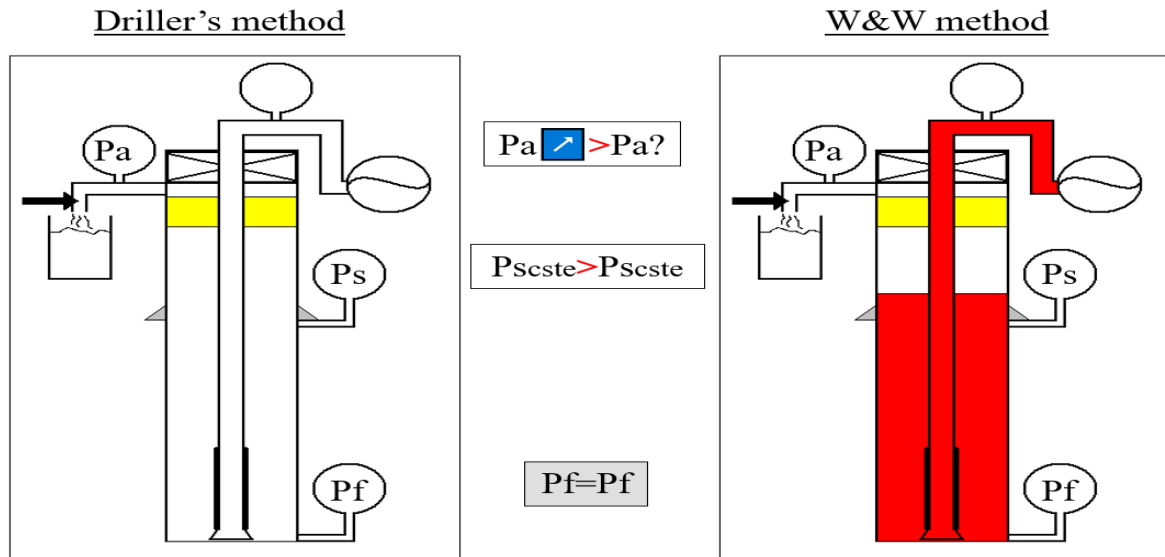 Driller's method
W&W method
Pa
Pa ↗ >Pa?
Pa
Ps
Pscste>Pscste
Ps
Pf
Pf=Pf
Pf